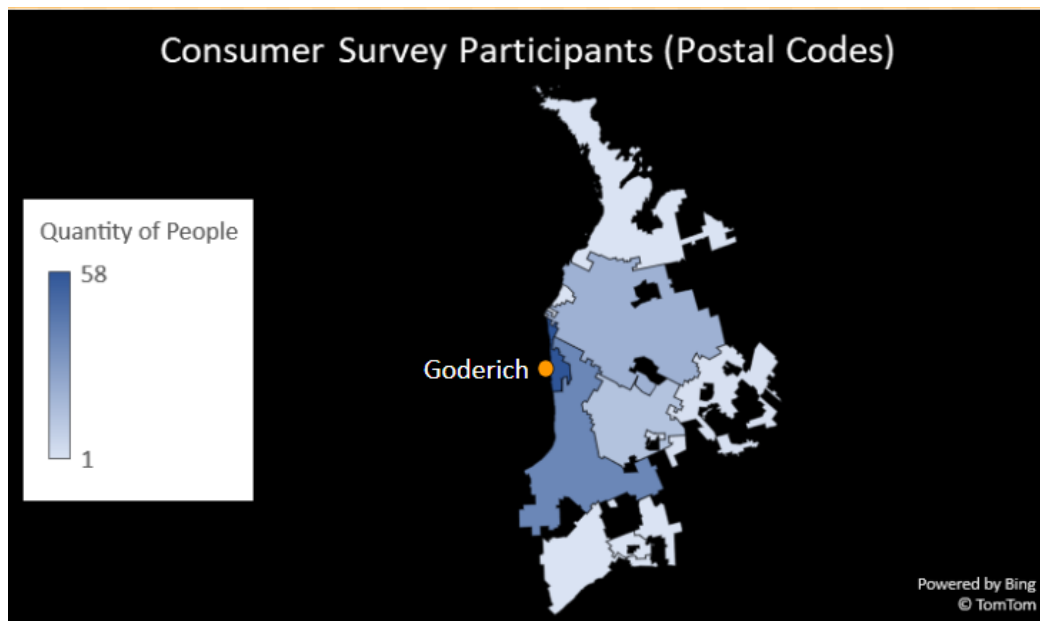 Consumer Survey Participants (Postal Codes)
Quantity of People
58
1
Goderich
Powered by Bing
© TomTom